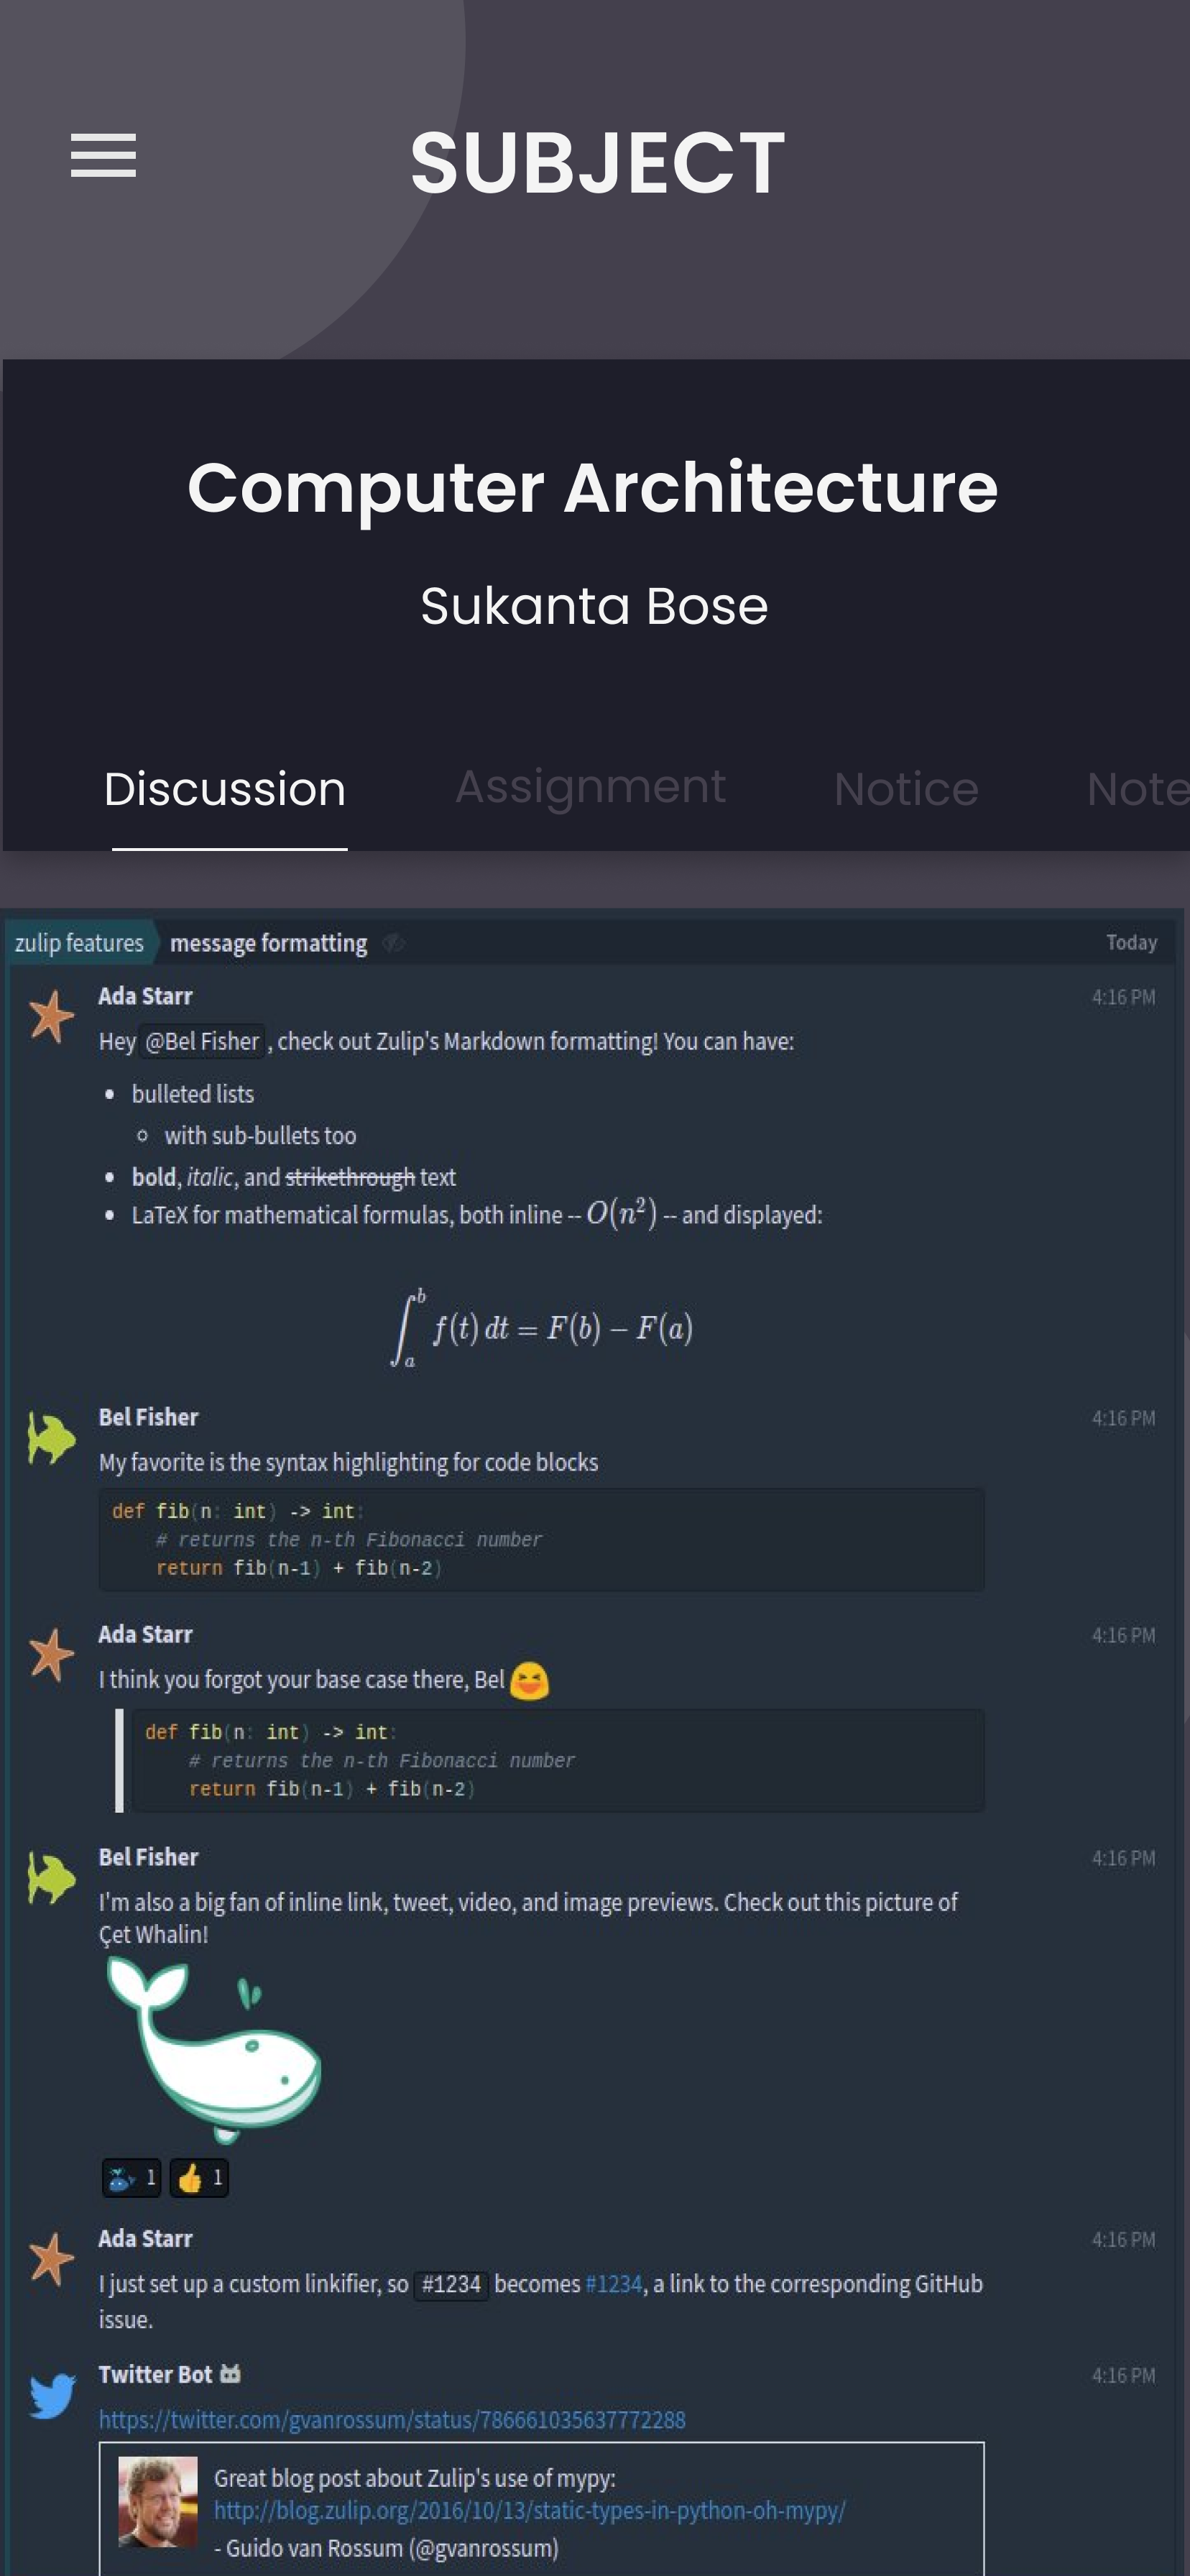 SUBJECT
Computer Architecture
Sukanta Bose
Discussion Assignment Notice Note
zulip features message formatting Today
Ada Starr 4:16 PM
Hey @Bel Fisher , check out Zulip's Markdown formatting! You can have:
• bulleted lists
◦ with sub-bullets too
• bold, italic, and strikethrough text
• LaTeX for mathematical formulas, both inline -- O(n²) -- and displayed:
∫ₐᵇ f(t) dt = F(b) − F(a)
Bel Fisher 4:16 PM
My favorite is the syntax highlighting for code blocks
def fib(n: int) -> int:
    # returns the n-th Fibonacci number
    return fib(n-1) + fib(n-2)
Ada Starr 4:16 PM
I think you forgot your base case there, Bel 😆
def fib(n: int) -> int:
    # returns the n-th Fibonacci number
    return fib(n-1) + fib(n-2)
Bel Fisher 4:16 PM
I'm also a big fan of inline link, tweet, video, and image previews. Check out this picture of
Çet Whalin!
1 👍 1
Ada Starr 4:16 PM
I just set up a custom linkifier, so #1234 becomes #1234, a link to the corresponding GitHub
issue.
Twitter Bot 4:16 PM
https://twitter.com/gvanrossum/status/786661035637772288
Great blog post about Zulip's use of mypy:
http://blog.zulip.org/2016/10/13/static-types-in-python-oh-mypy/
- Guido van Rossum (@gvanrossum)